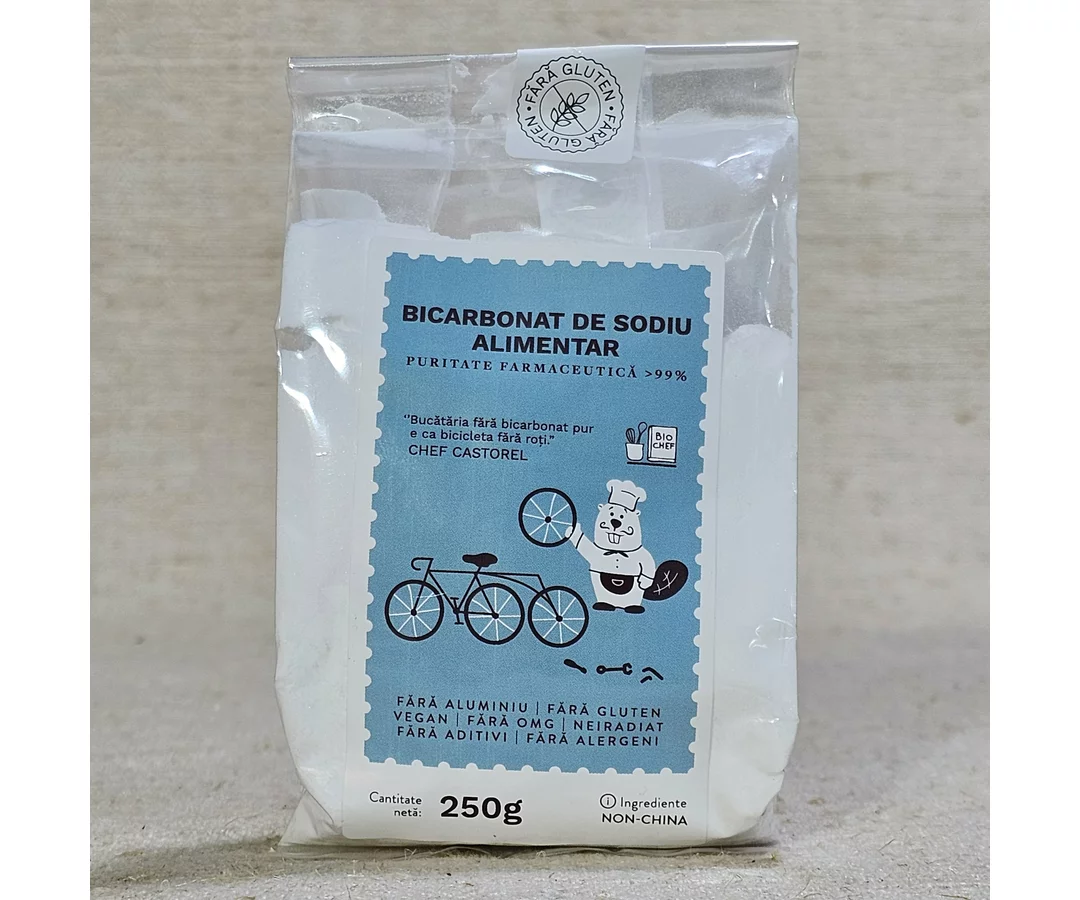 • FĂRĂ GLUTEN • FĂRĂ GLUTEN
BICARBONAT DE SODIU
ALIMENTAR
PURITATE FARMACEUTICĂ >99%
"Bucătăria fără bicarbonat pur
e ca bicicleta fără roți."
CHEF CASTOREL
BIO
CHEF
FĂRĂ ALUMINIU | FĂRĂ GLUTEN
VEGAN | FĂRĂ OMG | NEIRADIAT
FĂRĂ ADITIVI | FĂRĂ ALERGENI
Cantitate
netă:
250g
i Ingrediente
NON-CHINA